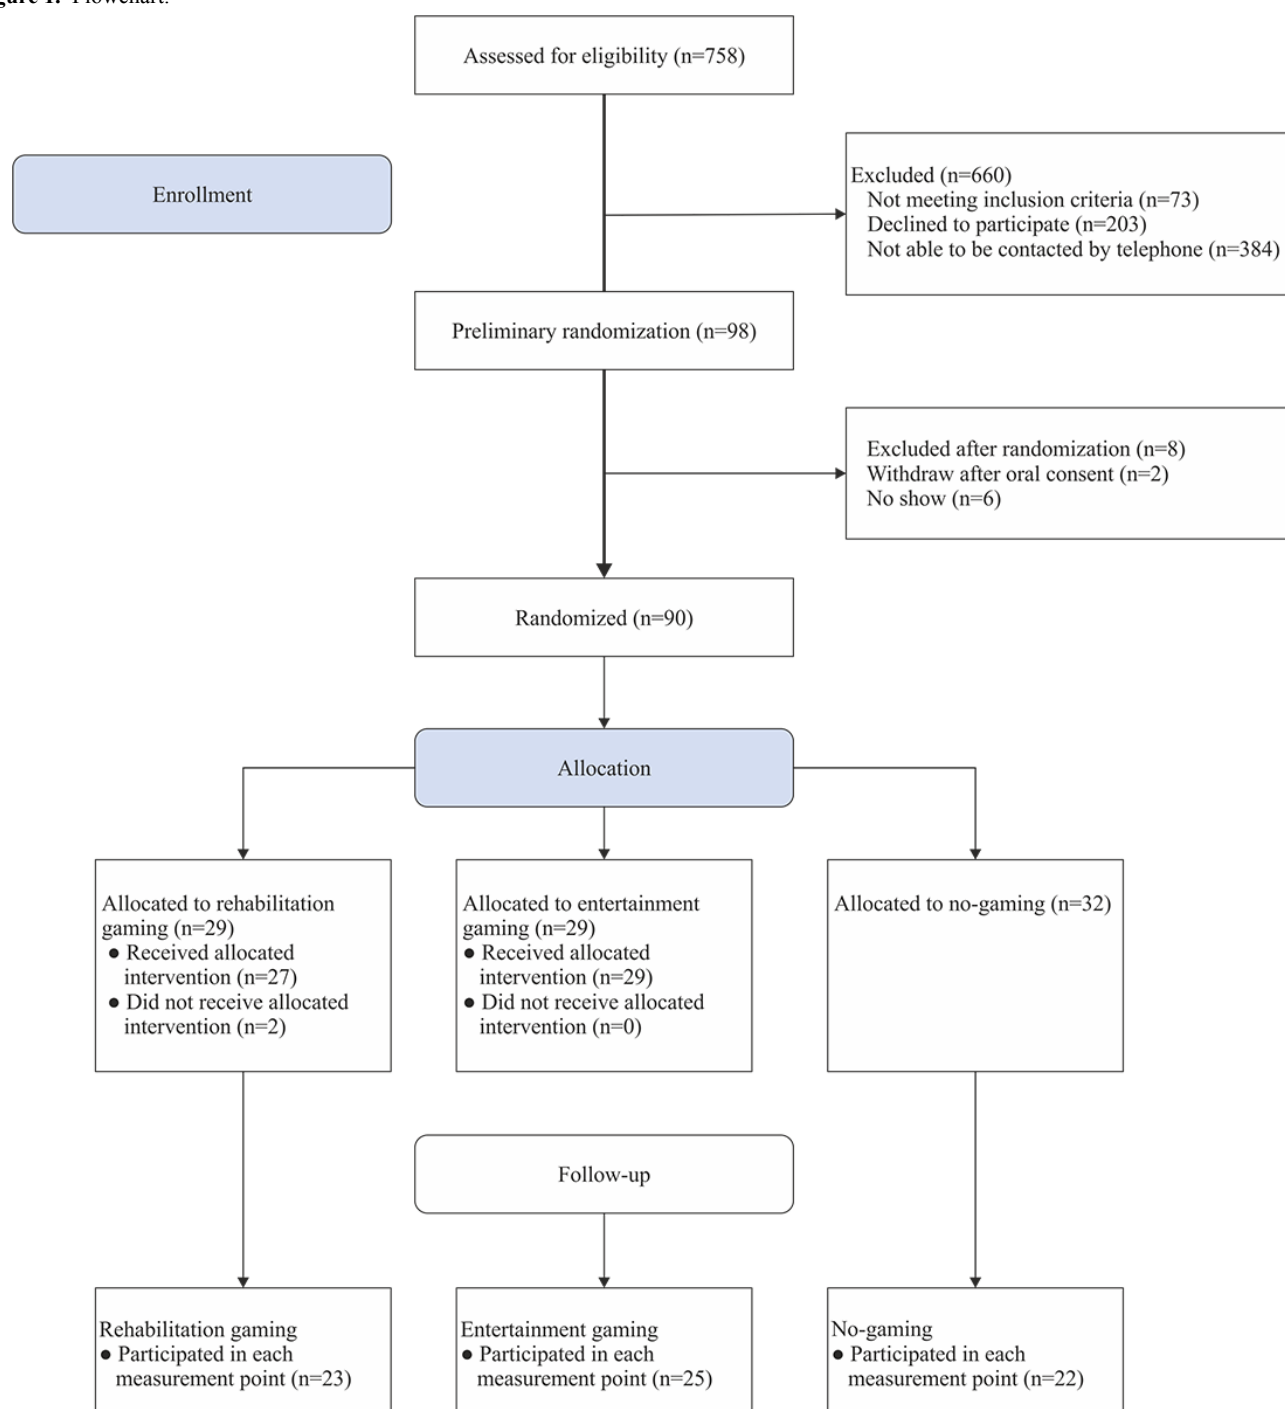 Figure 1. Flowchart.
Assessed for eligibility (n=758)
Enrollment
Excluded (n=660)
Not meeting inclusion criteria (n=73)
Declined to participate (n=203)
Not able to be contacted by telephone (n=384)
Preliminary randomization (n=98)
Excluded after randomization (n=8)
Withdraw after oral consent (n=2)
No show (n=6)
Randomized (n=90)
Allocation
Allocated to rehabilitation
gaming (n=29)
● Received allocated
intervention (n=27)
● Did not receive allocated
intervention (n=2)
Allocated to entertainment
gaming (n=29)
● Received allocated
intervention (n=29)
● Did not receive allocated
intervention (n=0)
Allocated to no-gaming (n=32)
Follow-up
Rehabilitation gaming
● Participated in each
measurement point (n=23)
Entertainment gaming
● Participated in each
measurement point (n=25)
No-gaming
● Participated in each
measurement point (n=22)